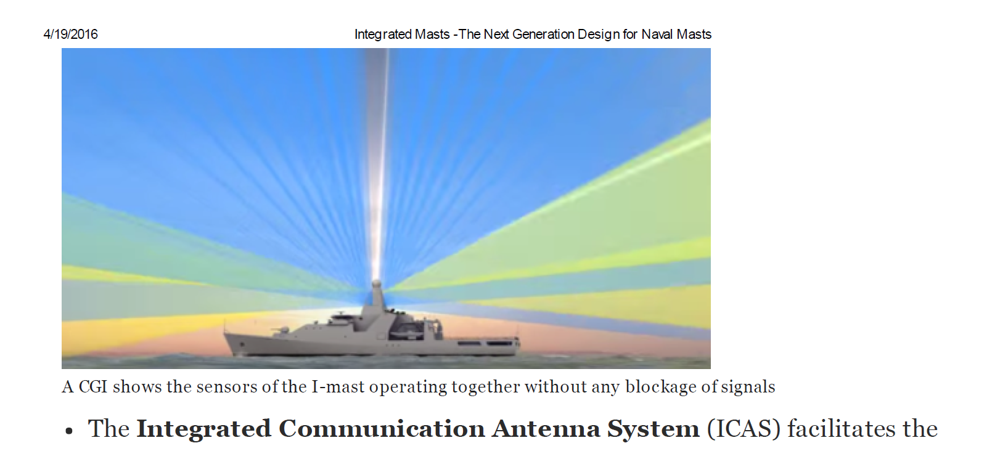 4/19/2016 Integrated Masts -The Next Generation Design for Naval Masts
A CGI shows the sensors of the I-mast operating together without any blockage of signals
• The Integrated Communication Antenna System (ICAS) facilitates the